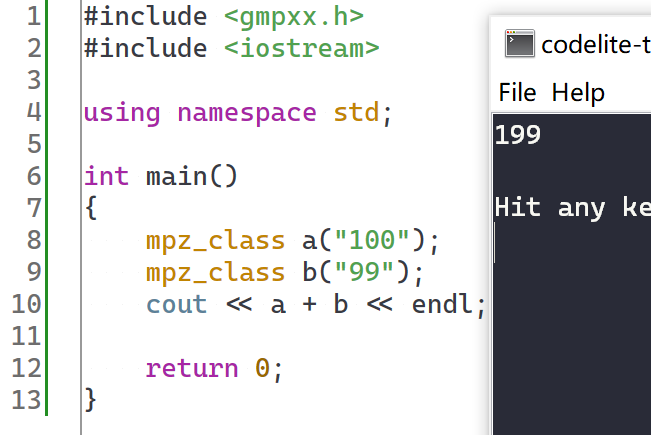 1 #include <gmpxx.h>
2 #include <iostream>
3
4 using namespace std;
5
6 int main()
7 {
8     mpz_class a("100");
9     mpz_class b("99");
10     cout << a + b << endl;
11
12     return 0;
13 }
codelite-t
File Help
199
Hit any ke